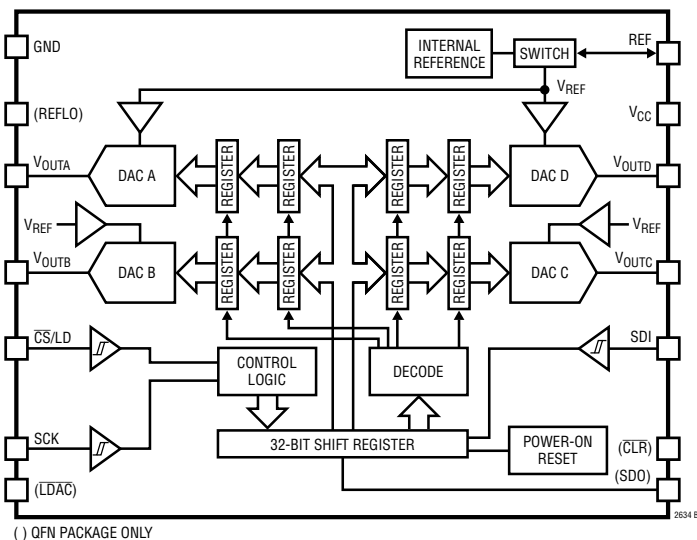 GND
INTERNAL
REFERENCE
SWITCH
REF
VREF
(REFLO)
VCC
VOUTA
DAC A
REGISTER
REGISTER
REGISTER
REGISTER
DAC D
VOUTD
VREF
VREF
VOUTB
DAC B
REGISTER
REGISTER
REGISTER
REGISTER
DAC C
VOUTC
CS/LD
SDI
CONTROL
LOGIC
DECODE
SCK
32-BIT SHIFT REGISTER
POWER-ON
RESET
(CLR)
(SDO)
(LDAC)
( ) QFN PACKAGE ONLY